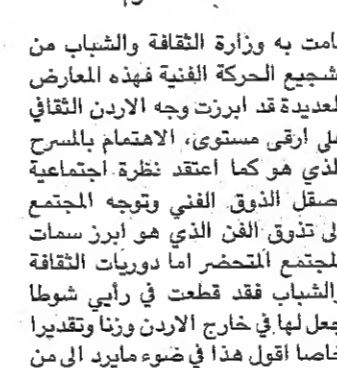 قامت به وزارة الثقافة والشباب من
تشجيع الحركة الفنية فهذه المعارض
العديدة قد ابرزت وجه الاردن الثقافي
على ارقى مستوى، الاهتمام بالمسرح
الذي هو كما اعتقد نظرة اجتماعية
لصقل الذوق الفني وتوجه المجتمع
الى تذوق الفن الذي هو ابرز سمات
المجتمع المتحضر اما دوريات الثقافة
والشباب فقد قطعت في رأيي شوطا
جعل لها في خارج الاردن وزنا وتقديرا
خاصا اقول هذا في ضوء مايرد الي من